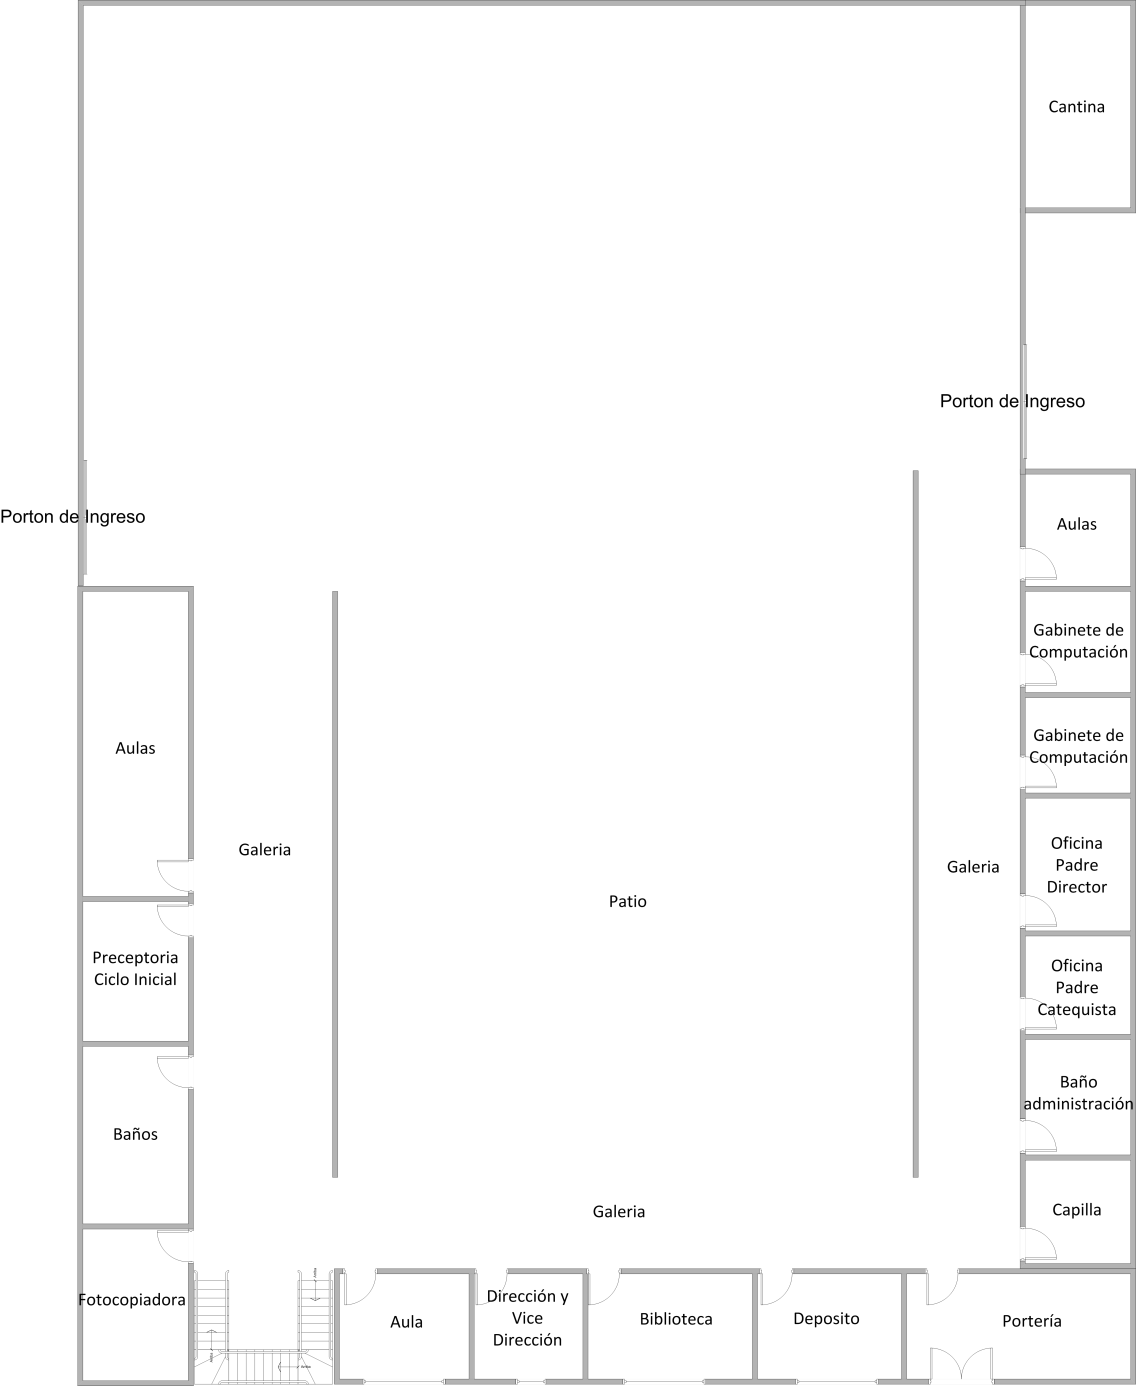 Cantina
Porton de Ingreso
Porton de Ingreso
Aulas
Gabinete de
Computación
Aulas
Gabinete de
Computación
Galeria
Galeria
Oficina
Padre
Director
Patio
Preceptoria
Ciclo Inicial
Oficina
Padre
Catequista
Baños
Baño
administración
Galeria
Capilla
Fotocopiadora
Aula
Dirección y
Vice
Dirección
Biblioteca
Deposito
Portería